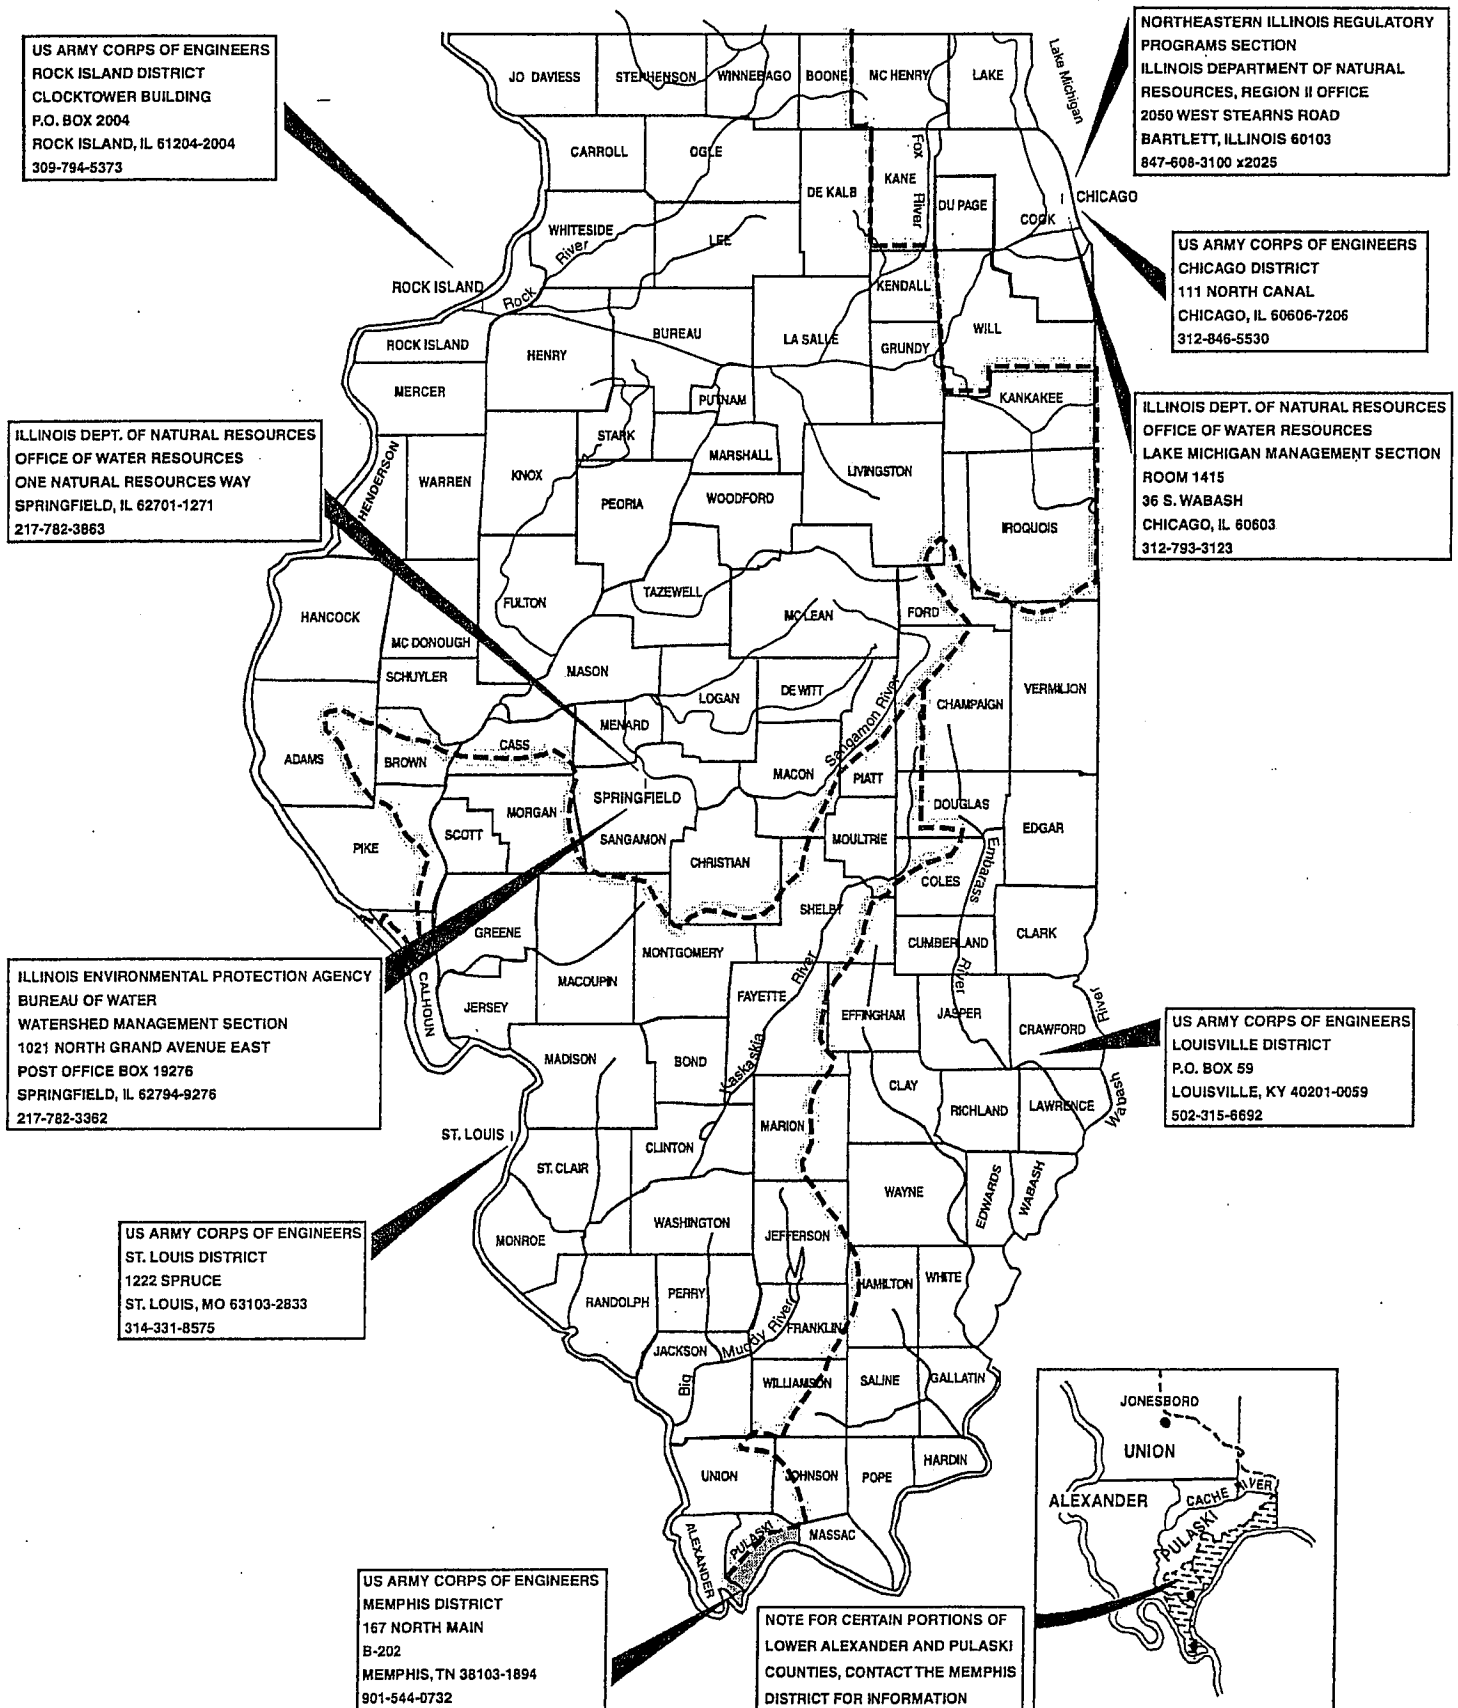 US ARMY CORPS OF ENGINEERS
ROCK ISLAND DISTRICT
CLOCKTOWER BUILDING
P.O. BOX 2004
ROCK ISLAND, IL 61204-2004
309-794-5373
NORTHEASTERN ILLINOIS REGULATORY
PROGRAMS SECTION
ILLINOIS DEPARTMENT OF NATURAL
RESOURCES, REGION II OFFICE
2050 WEST STEARNS ROAD
BARTLETT, ILLINOIS 60103
847-608-3100 x2025
US ARMY CORPS OF ENGINEERS
CHICAGO DISTRICT
111 NORTH CANAL
CHICAGO, IL 60606-7206
312-846-5530
ILLINOIS DEPT. OF NATURAL RESOURCES
OFFICE OF WATER RESOURCES
LAKE MICHIGAN MANAGEMENT SECTION
ROOM 1415
36 S. WABASH
CHICAGO, IL 60603
312-793-3123
ILLINOIS DEPT. OF NATURAL RESOURCES
OFFICE OF WATER RESOURCES
ONE NATURAL RESOURCES WAY
SPRINGFIELD, IL 62701-1271
217-782-3863
ILLINOIS ENVIRONMENTAL PROTECTION AGENCY
BUREAU OF WATER
WATERSHED MANAGEMENT SECTION
1021 NORTH GRAND AVENUE EAST
POST OFFICE BOX 19276
SPRINGFIELD, IL 62794-9276
217-782-3362
US ARMY CORPS OF ENGINEERS
LOUISVILLE DISTRICT
P.O. BOX 59
LOUISVILLE, KY 40201-0059
502-315-6692
US ARMY CORPS OF ENGINEERS
ST. LOUIS DISTRICT
1222 SPRUCE
ST. LOUIS, MO 63103-2833
314-331-8575
US ARMY CORPS OF ENGINEERS
MEMPHIS DISTRICT
167 NORTH MAIN
B-202
MEMPHIS, TN 38103-1894
901-544-0732
NOTE FOR CERTAIN PORTIONS OF
LOWER ALEXANDER AND PULASKI
COUNTIES, CONTACT THE MEMPHIS
DISTRICT FOR INFORMATION
JO DAVIESS
STEPHENSON
WINNEBAGO
BOONE
MC HENRY
LAKE
Lake Michigan
CARROLL
OGLE
DE KALB
KANE
Fox
River
DU PAGE
COOK
CHICAGO
WHITESIDE
River
LEE
ROCK ISLAND
Rock
KENDALL
ROCK ISLAND
HENRY
BUREAU
LA SALLE
GRUNDY
WILL
MERCER
PUTNAM
KANKAKEE
STARK
MARSHALL
HENDERSON
WARREN
KNOX
PEORIA
WOODFORD
LIVINGSTON
IROQUOIS
HANCOCK
MC DONOUGH
FULTON
TAZEWELL
MC LEAN
FORD
SCHUYLER
MASON
LOGAN
DE WITT
CHAMPAIGN
VERMILION
Sangamon River
ADAMS
BROWN
CASS
MENARD
MACON
PIATT
SPRINGFIELD
PIKE
SCOTT
MORGAN
SANGAMON
CHRISTIAN
MOULTRIE
DOUGLAS
EDGAR
COLES
Embarass
River
SHELBY
CUMBERLAND
CLARK
GREENE
MACOUPIN
MONTGOMERY
CALHOUN
JERSEY
FAYETTE
Kaskaskia
River
EFFINGHAM
JASPER
CRAWFORD
River
Wabash
MADISON
BOND
CLAY
RICHLAND
LAWRENCE
ST. LOUIS
CLINTON
MARION
ST. CLAIR
WAYNE
EDWARDS
WABASH
MONROE
WASHINGTON
JEFFERSON
RANDOLPH
PERRY
HAMILTON
WHITE
FRANKLIN
JACKSON
Big
Muddy River
WILLIAMSON
SALINE
GALLATIN
UNION
JOHNSON
POPE
HARDIN
ALEXANDER
PULASKI
MASSAC
JONESBORD
UNION
ALEXANDER
CACHE RIVER
PULASKI